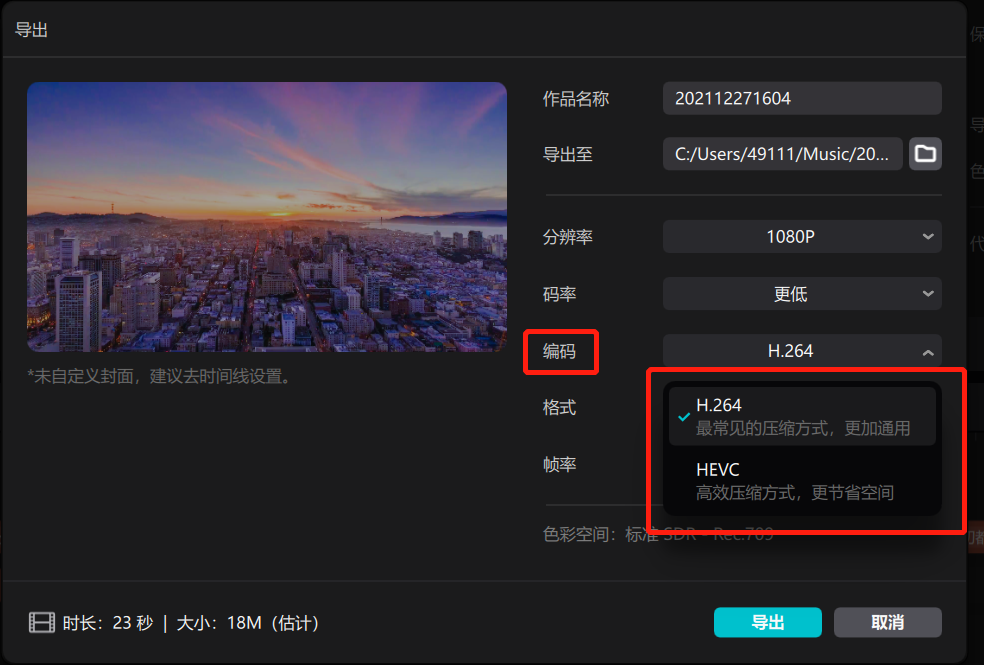 导出
作品名称 202112271604
导出至 C:/Users/49111/Music/20...
分辨率 1080P
码率 更低
编码 H.264
*未自定义封面，建议去时间线设置。
格式
H.264
最常见的压缩方式，更加通用
帧率
HEVC
高效压缩方式，更节省空间
色彩空间：标准 SDR - Rec.709
时长：23 秒 | 大小：18M（估计）
导出 取消
保
导
色
代